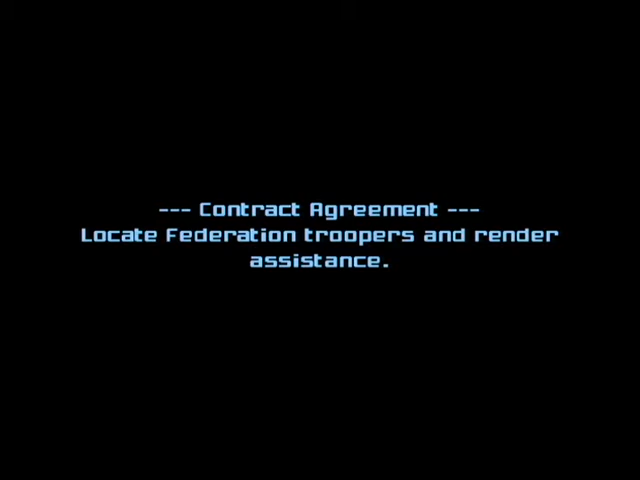 --- Contract Agreement ---
Locate Federation troopers and render
assistance.